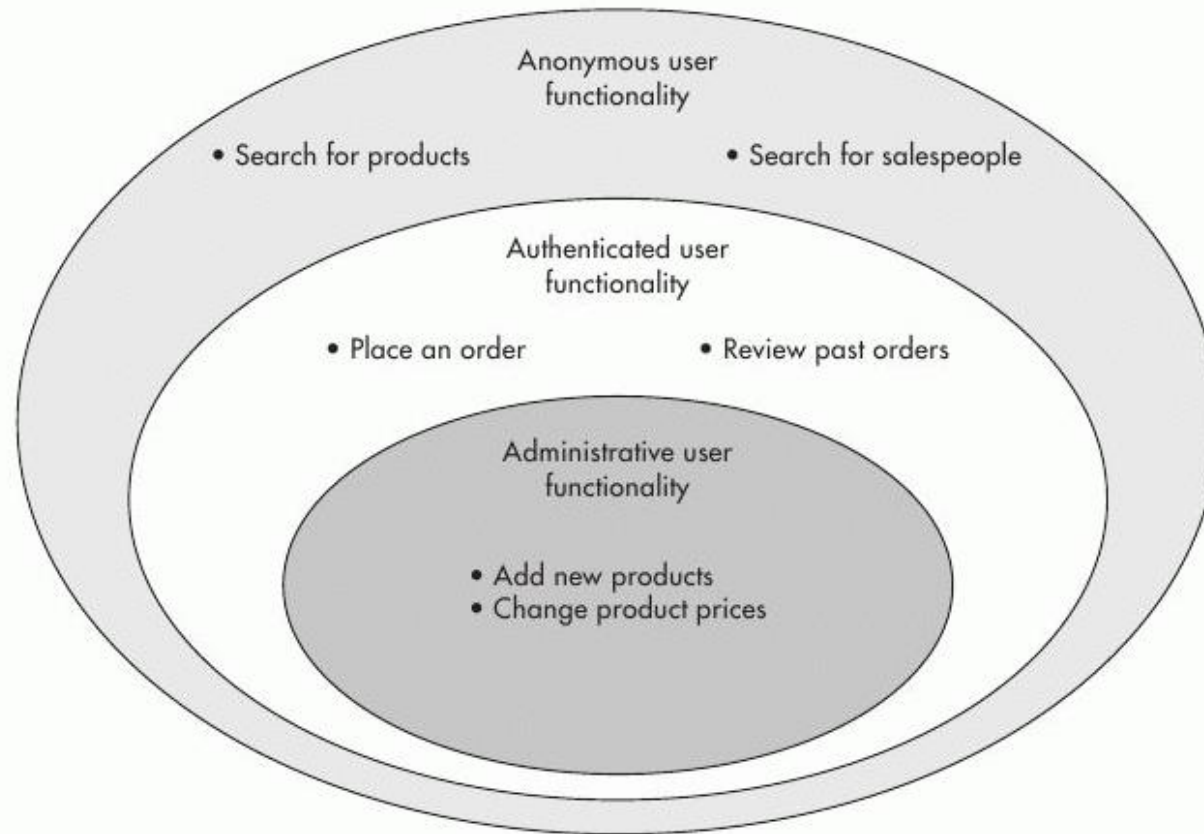 Anonymous user
functionality
• Search for products
• Search for salespeople
Authenticated user
functionality
• Place an order
• Review past orders
Administrative user
functionality
• Add new products
• Change product prices